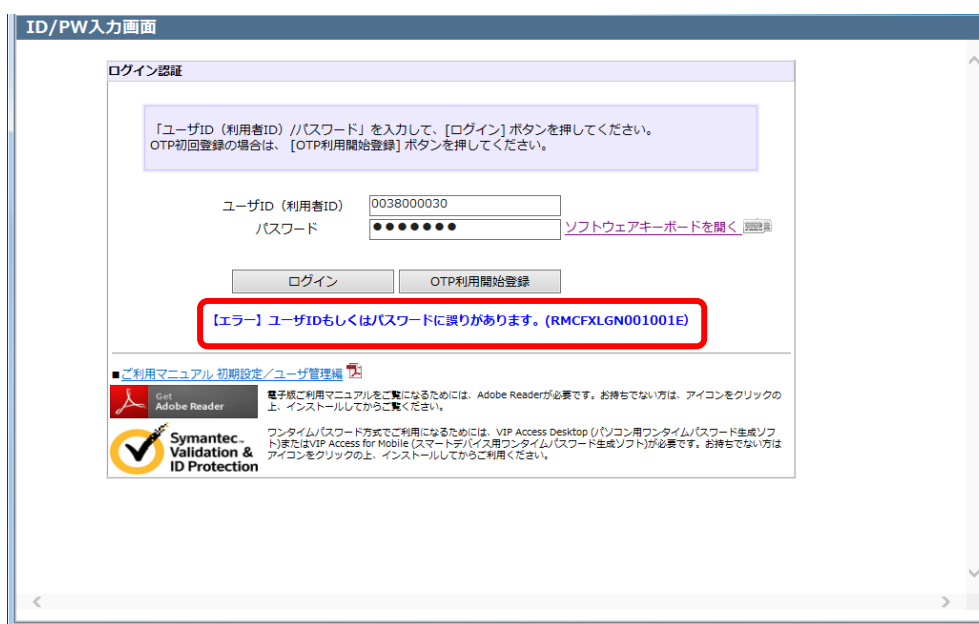 ID/PW入力画面
ログイン認証
「ユーザID（利用者ID）/パスワード」を入力して、[ログイン] ボタンを押してください。
OTP初回登録の場合は、 [OTP利用開始登録] ボタンを押してください。
ユーザID（利用者ID） 0038000030
パスワード ●●●●●●● ソフトウェアキーボードを開く
ログイン OTP利用開始登録
【エラー】ユーザIDもしくはパスワードに誤りがあります。(RMCFXLGN001001E)
■ご利用マニュアル 初期設定／ユーザ管理編
Get
Adobe Reader
電子版ご利用マニュアルをご覧になるためには、Adobe Readerが必要です。お持ちでない方は、アイコンをクリックの
上、インストールしてからご覧ください。
Symantec™
Validation &
ID Protection
ワンタイムパスワード方式でご利用になるためには、VIP Access Desktop (パソコン用ワンタイムパスワード生成ソフ
ト)またはVIP Access for Mobile (スマートデバイス用ワンタイムパスワード生成ソフト)が必要です。お持ちでない方は
アイコンをクリックの上、インストールしてからご利用ください。